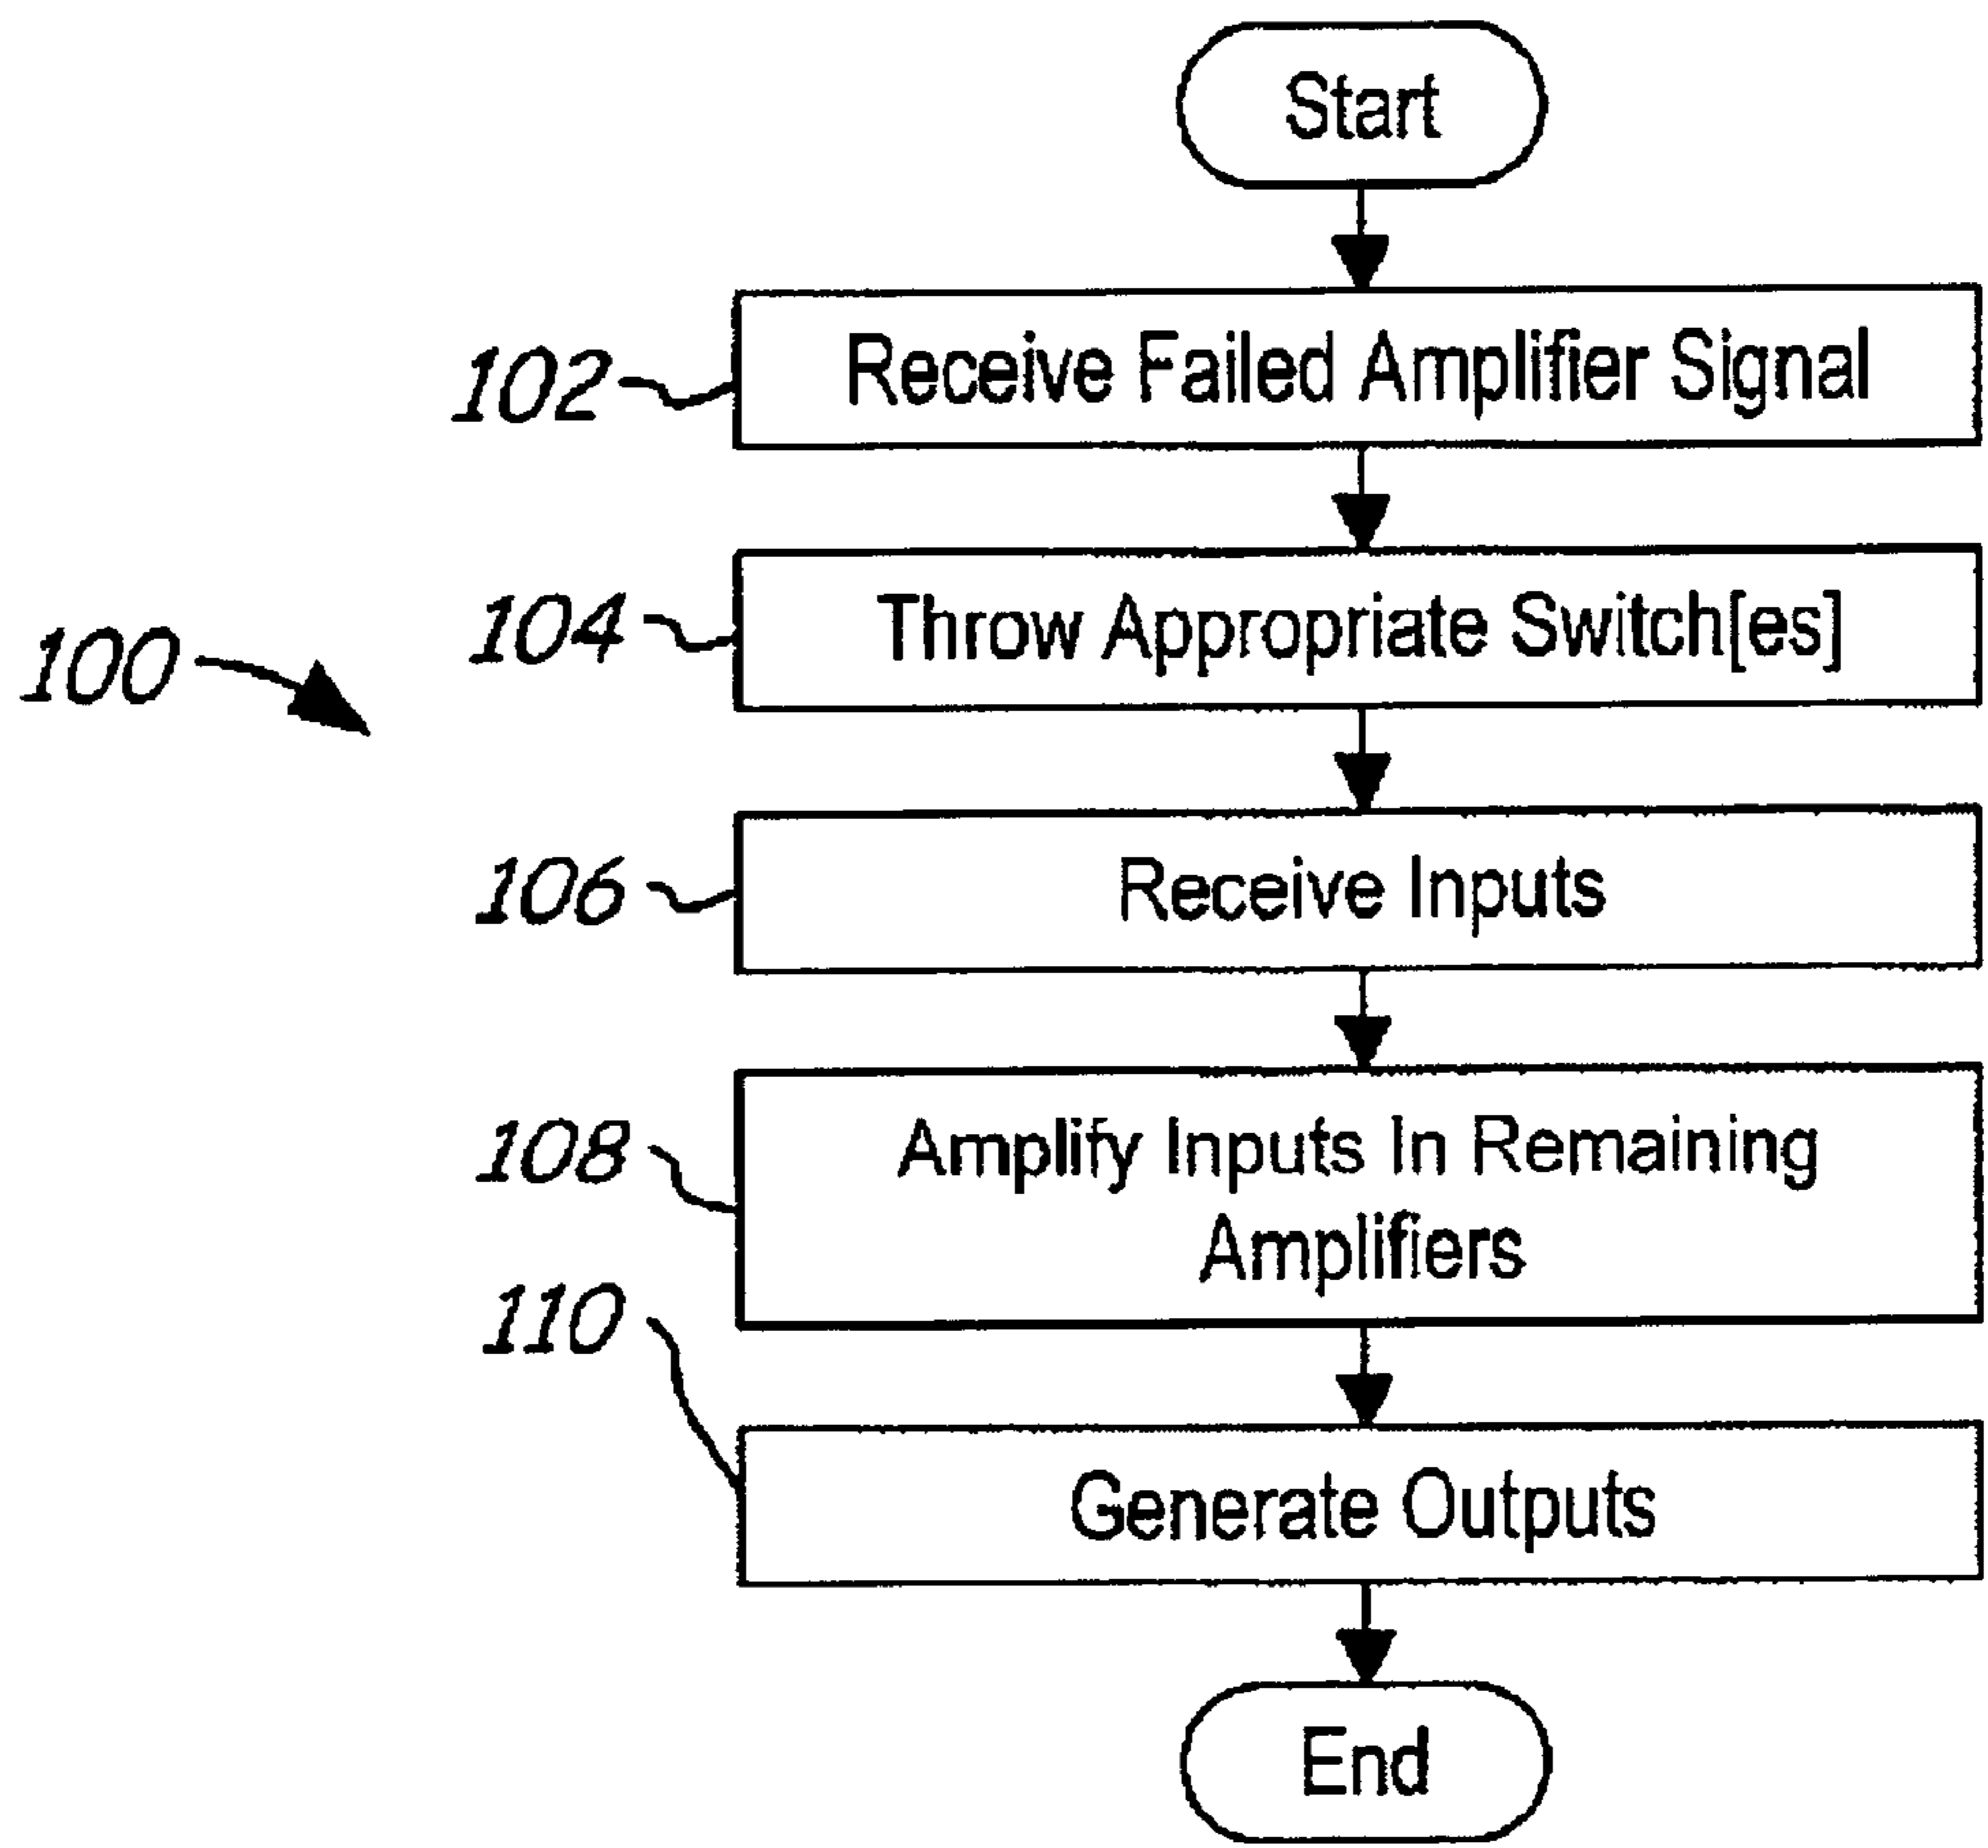 Start
102
Receive Failed Amplifier Signal
104
Throw Appropriate Switch[es]
100
106
Receive Inputs
108
Amplify Inputs In Remaining
Amplifiers
110
Generate Outputs
End